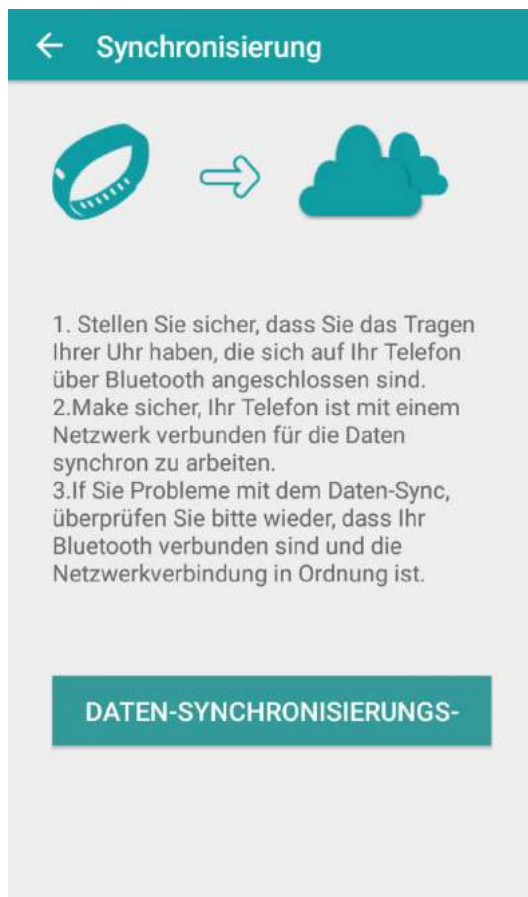 Synchronisierung
1. Stellen Sie sicher, dass Sie das Tragen
Ihrer Uhr haben, die sich auf Ihr Telefon
über Bluetooth angeschlossen sind.
2.Make sicher, Ihr Telefon ist mit einem
Netzwerk verbunden für die Daten
synchron zu arbeiten.
3.If Sie Probleme mit dem Daten-Sync,
überprüfen Sie bitte wieder, dass Ihr
Bluetooth verbunden sind und die
Netzwerkverbindung in Ordnung ist.
DATEN-SYNCHRONISIERUNGS-